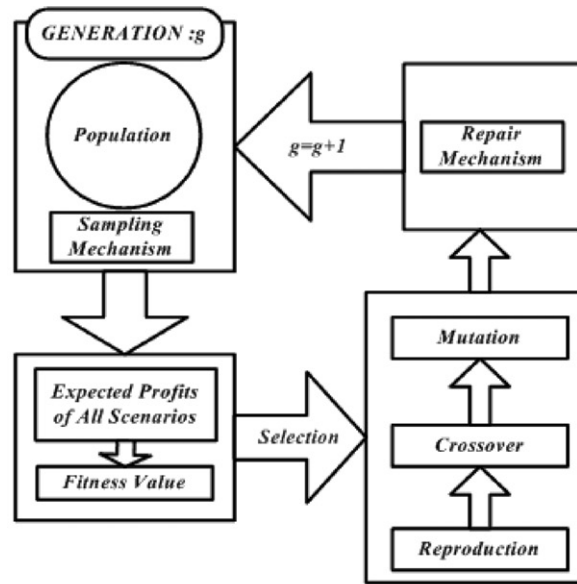 GENERATION :g
Population
Sampling
Mechanism
Expected Profits
of All Scenarios
Fitness Value
Selection
Reproduction
Crossover
Mutation
Repair
Mechanism
g=g+1